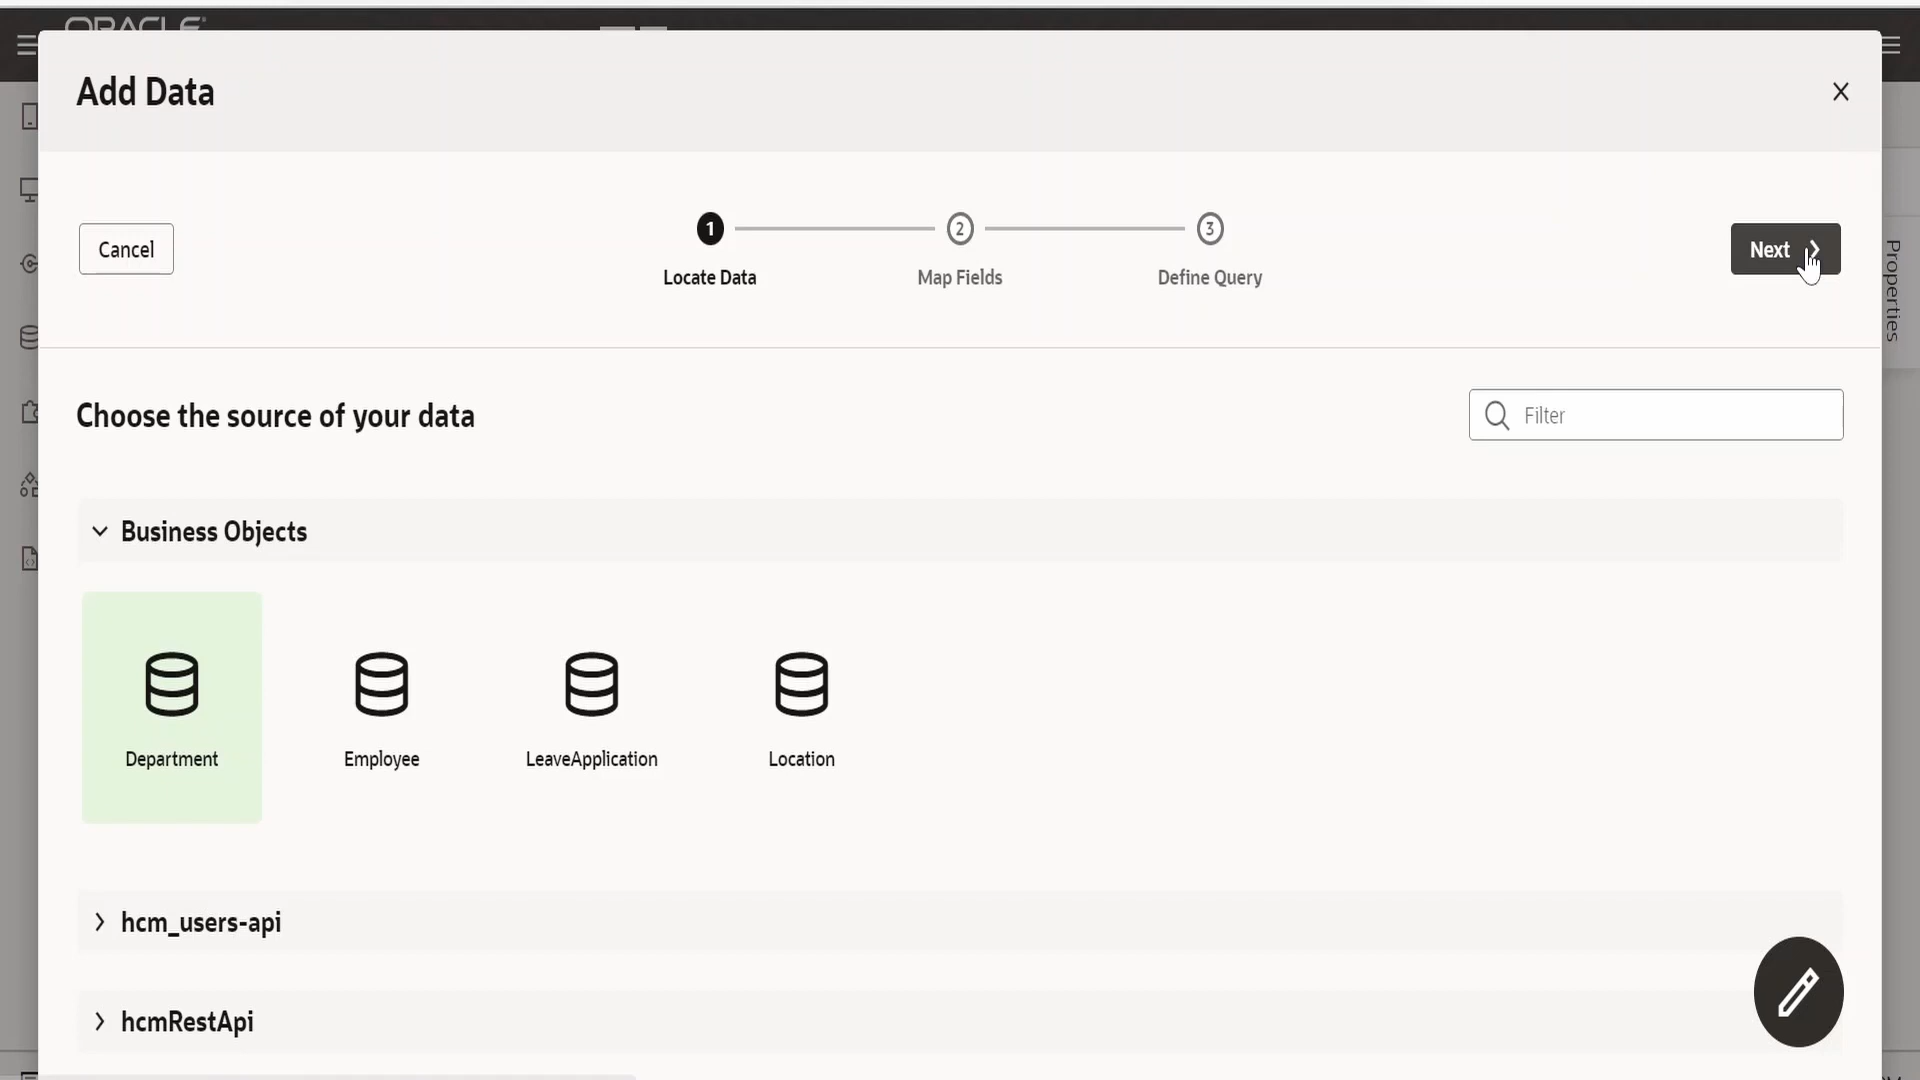 ORACLE
Add Data
X
Cancel
1
2
3
Next
Locate Data
Map Fields
Define Query
Properties
Choose the source of your data
Filter
Business Objects
Department
Employee
LeaveApplication
Location
hcm_users-api
hcmRestApi